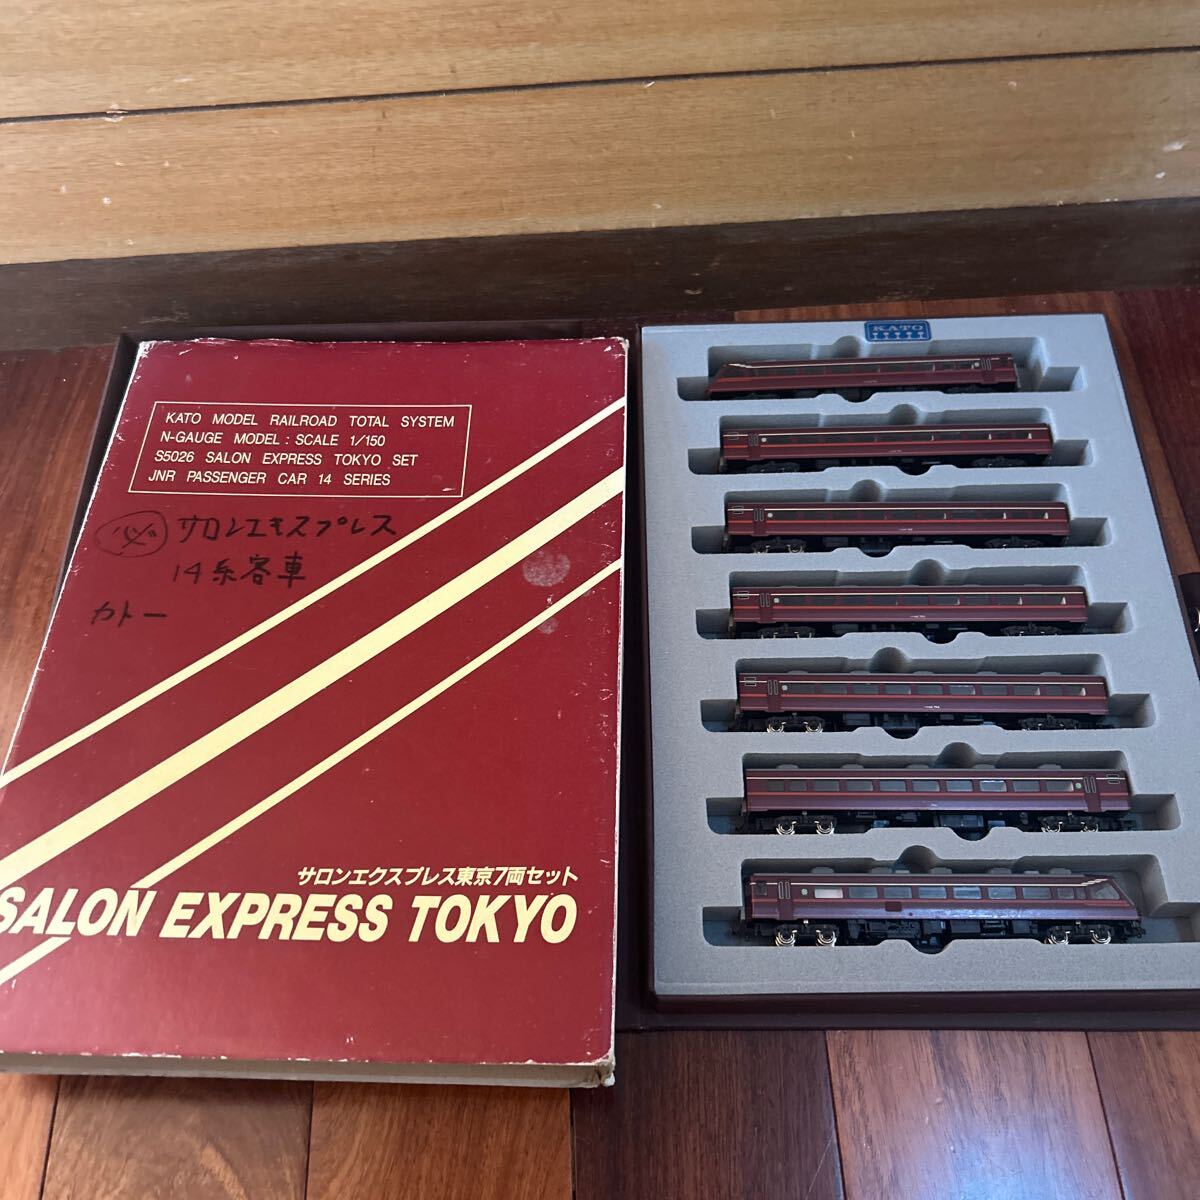 KATO MODEL RAILROAD TOTAL SYSTEM
N-GAUGE MODEL : SCALE 1/150
S5026 SALON EXPRESS TOKYO SET
JNR PASSENGER CAR 14 SERIES
サロンエキスプレス
14系客車
カトー
サロンエクスプレス東京7両セット
SALON EXPRESS TOKYO
KATO